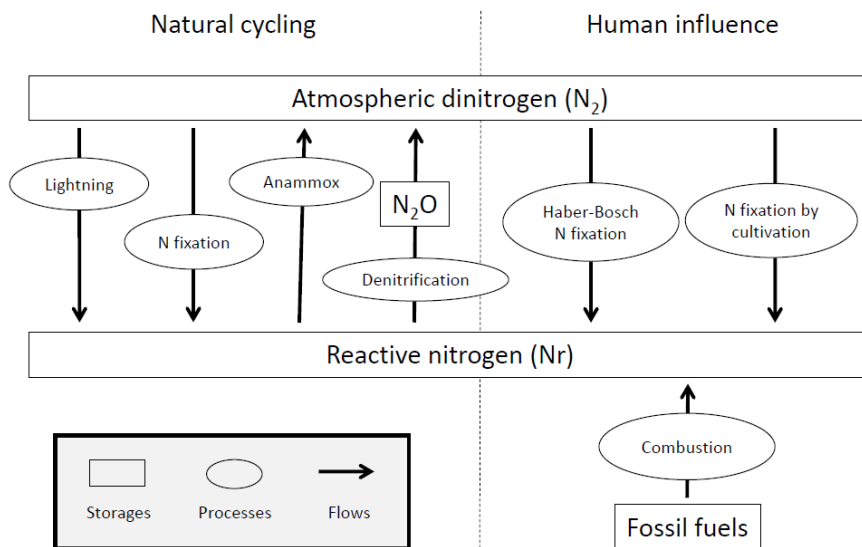 Natural cycling
Human influence
Atmospheric dinitrogen (N₂)
Lightning
N fixation
Anammox
N₂O
Denitrification
Haber-Bosch
N fixation
N fixation by
cultivation
Reactive nitrogen (Nr)
Combustion
Fossil fuels
Storages
Processes
Flows